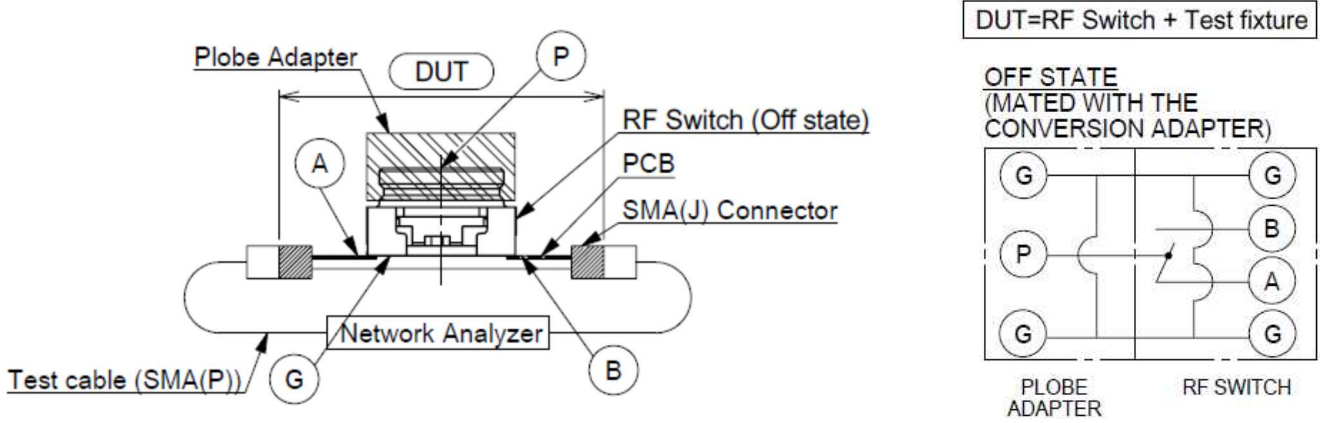 Plobe Adapter
DUT
P
A
RF Switch (Off state)
PCB
SMA(J) Connector
Network Analyzer
Test cable (SMA(P))
G
B
DUT=RF Switch + Test fixture
OFF STATE
(MATED WITH THE
CONVERSION ADAPTER)
G
G
B
P
A
G
G
PLOBE
ADAPTER
RF SWITCH